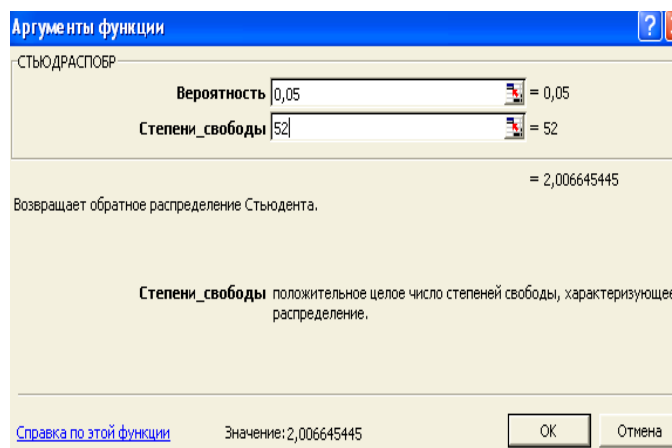 Аргументы функции
СТЬЮДРАСПОБР
Вероятность 0,05 = 0,05
Степени_свободы 52 = 52
= 2,006645445
Возвращает обратное распределение Стьюдента.
Степени_свободы положительное целое число степеней свободы, характеризующее
распределение.
Справка по этой функции Значение:2,006645445 ОК Отмена